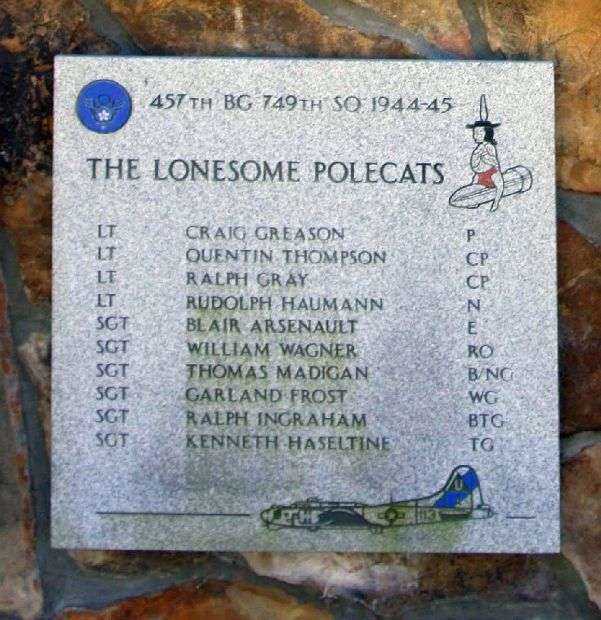 457TH BG 749TH SQ 1944-45
THE LONESOME POLECATS
LT CRAIG GREASON P
LT QUENTIN THOMPSON CP
LT RALPH GRAY CP
LT RUDOLPH HAUMANN N
SGT BLAIR ARSENAULT E
SGT WILLIAM WAGNER RO
SGT THOMAS MADIGAN B/NG
SGT GARLAND FROST WG
SGT RALPH INGRAHAM BTG
SGT KENNETH HASELTINE TG
U